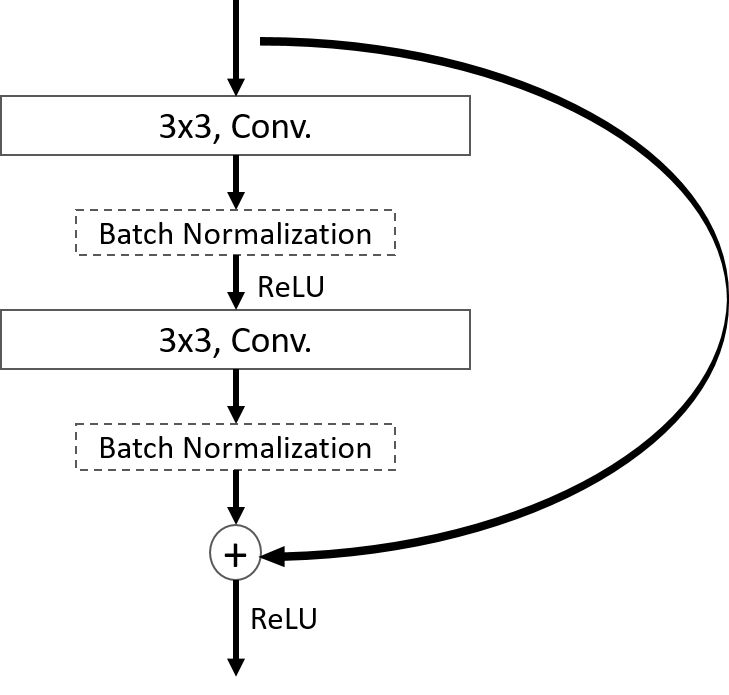 3x3, Conv.
Batch Normalization
ReLU
3x3, Conv.
Batch Normalization
+
ReLU